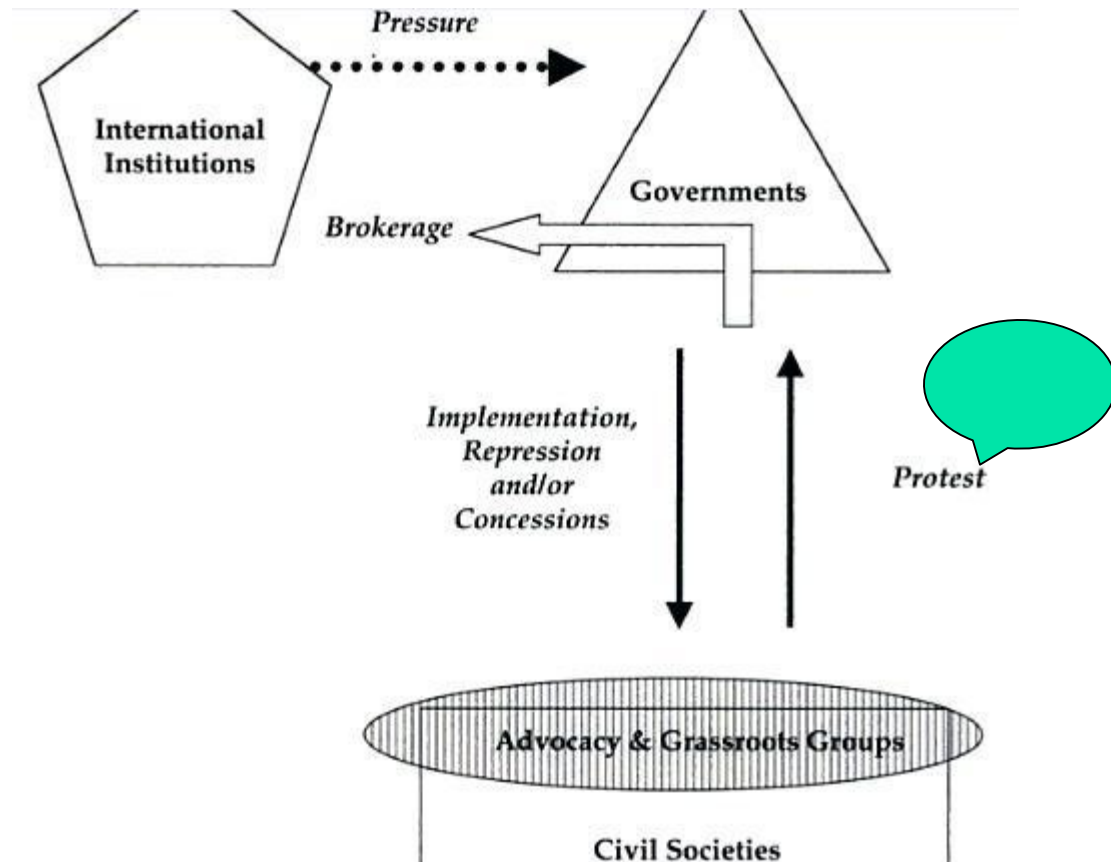 Pressure
International
Institutions
Governments
Brokerage
Implementation,
Repression
and/or
Concessions
Protest
Advocacy & Grassroots Groups
Civil Societies